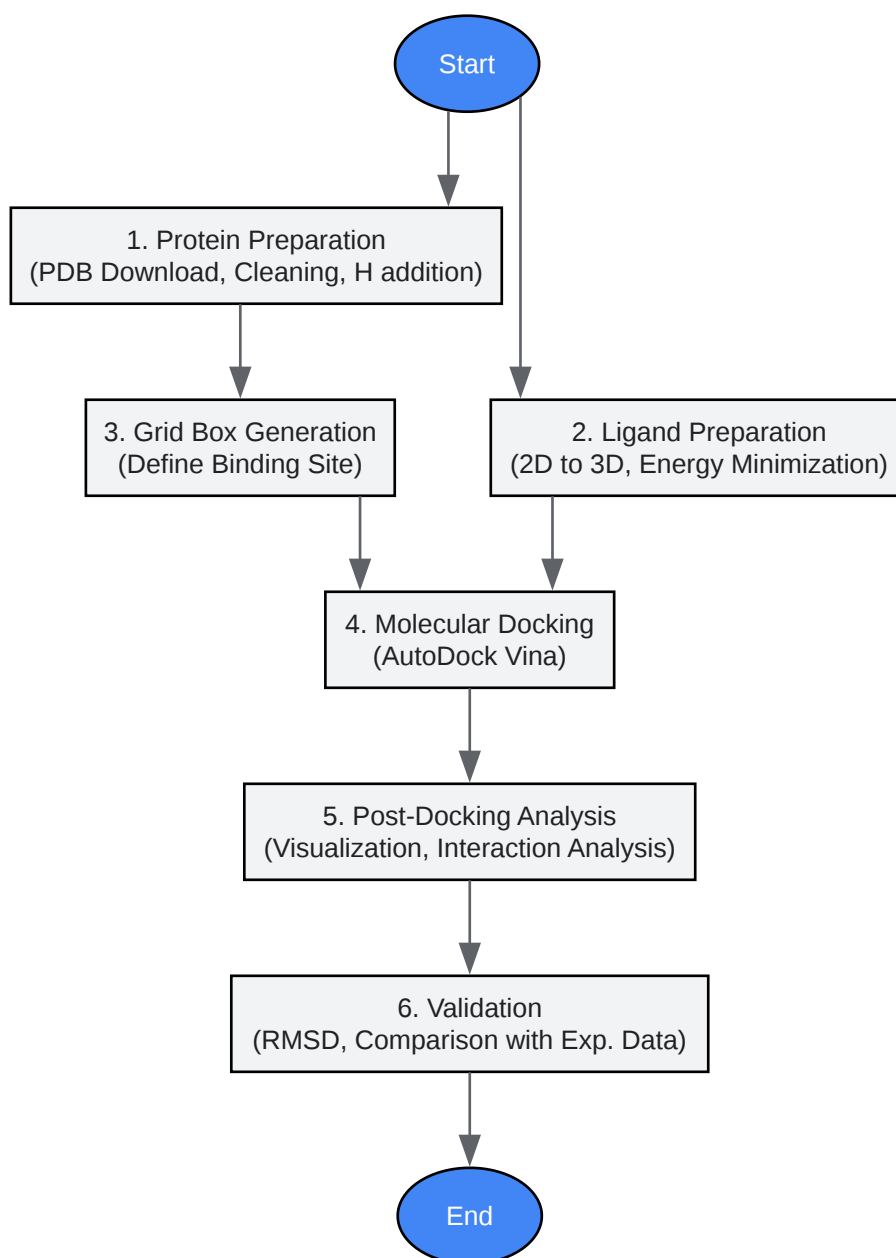 Start
1. Protein Preparation
(PDB Download, Cleaning, H addition)
3. Grid Box Generation
(Define Binding Site)
2. Ligand Preparation
(2D to 3D, Energy Minimization)
4. Molecular Docking
(AutoDock Vina)
5. Post-Docking Analysis
(Visualization, Interaction Analysis)
6. Validation
(RMSD, Comparison with Exp. Data)
End